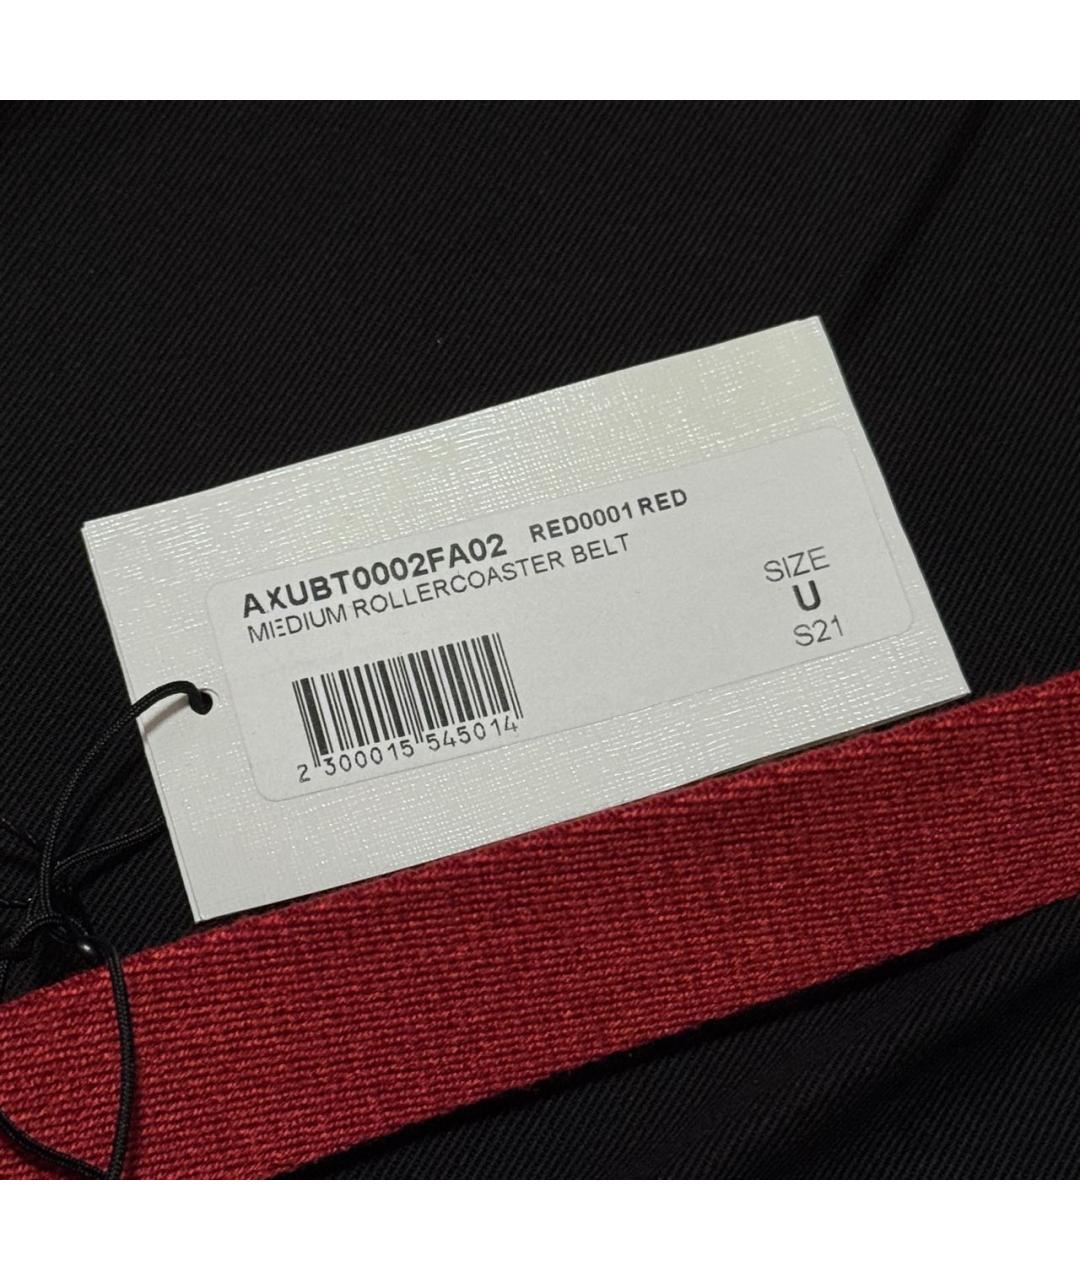 AXUBT0002FA02 RED0001 RED
MEDIUM ROLLERCOASTER BELT
SIZE
U
S21
2 300015 545014